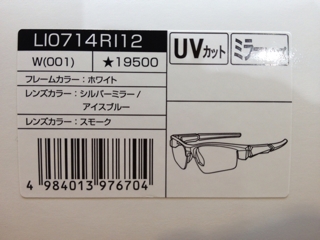 LI0714RI12
W(001) ★19500
UVカット
フレームカラー：ホワイト
レンズカラー：シルバーミラー/
アイスブルー
レンズカラー：スモーク
4 984013 976704